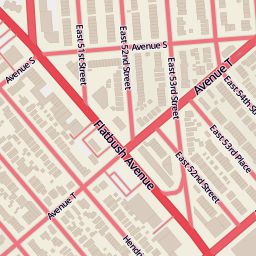 East 51st Street
East 52nd Street
Avenue S
East 53rd Street
Avenue T
Avenue S
East 54th St
Flatbush Avenue
East 53rd Place
East 52nd Street
Avenue T
Hendri